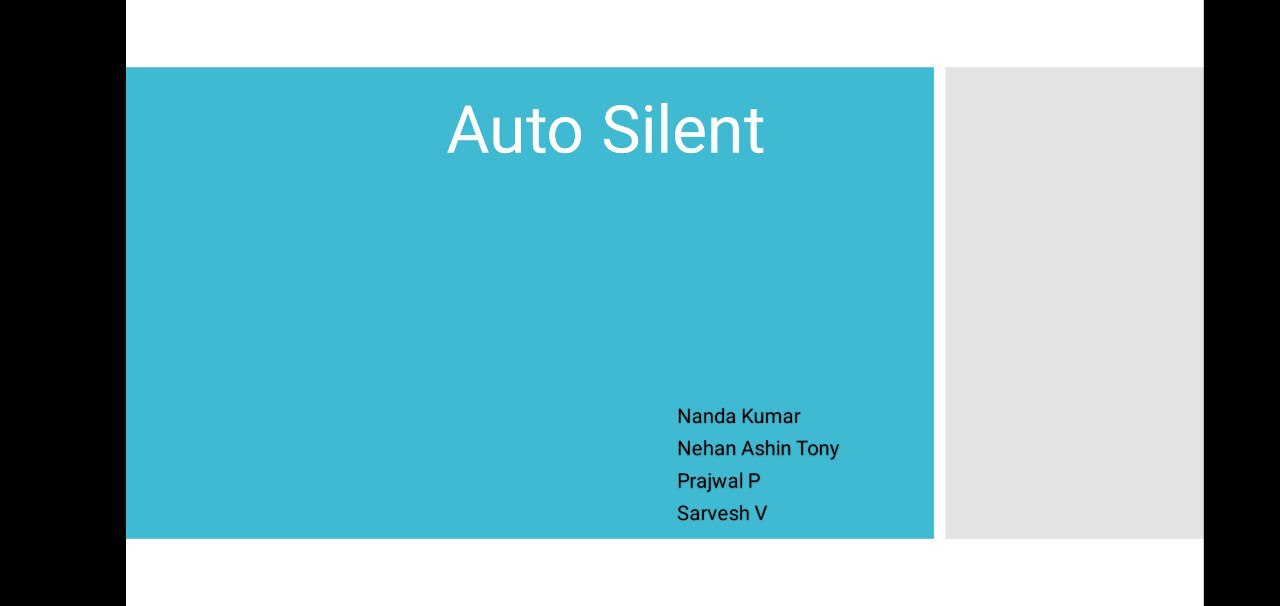 Auto Silent
Nanda Kumar
Nehan Ashin Tony
Prajwal P
Sarvesh V